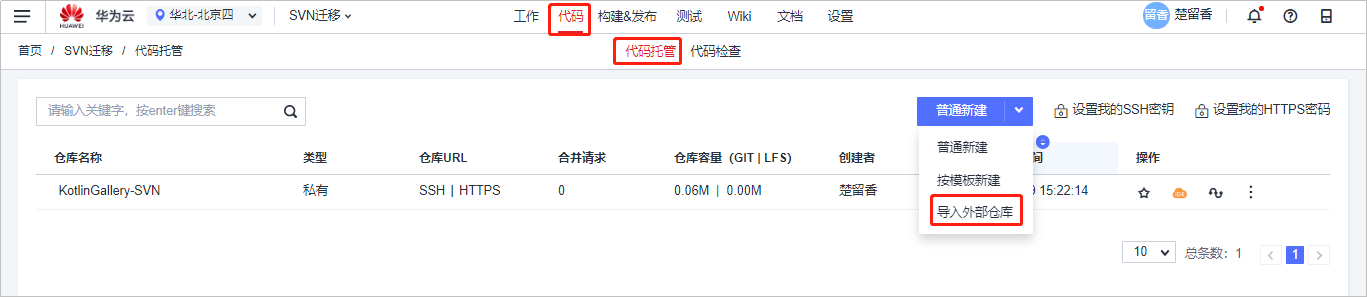 HUAWEI 华为云 华北-北京四 SVN迁移 工作 代码 构建&发布 测试 Wiki 文档 设置 留香 楚留香
首页 / SVN迁移 / 代码托管 代码托管 代码检查
请输入关键字，按enter键搜索 普通新建 设置我的SSH密钥 设置我的HTTPS密码
普通新建
仓库名称 类型 仓库URL 合并请求 仓库容量（GIT | LFS） 创建者 间 操作
按模板新建
KotlinGallery-SVN 私有 SSH | HTTPS 0 0.06M | 0.00M 楚留香 15:22:14 IDE
导入外部仓库
10 总条数：1 1